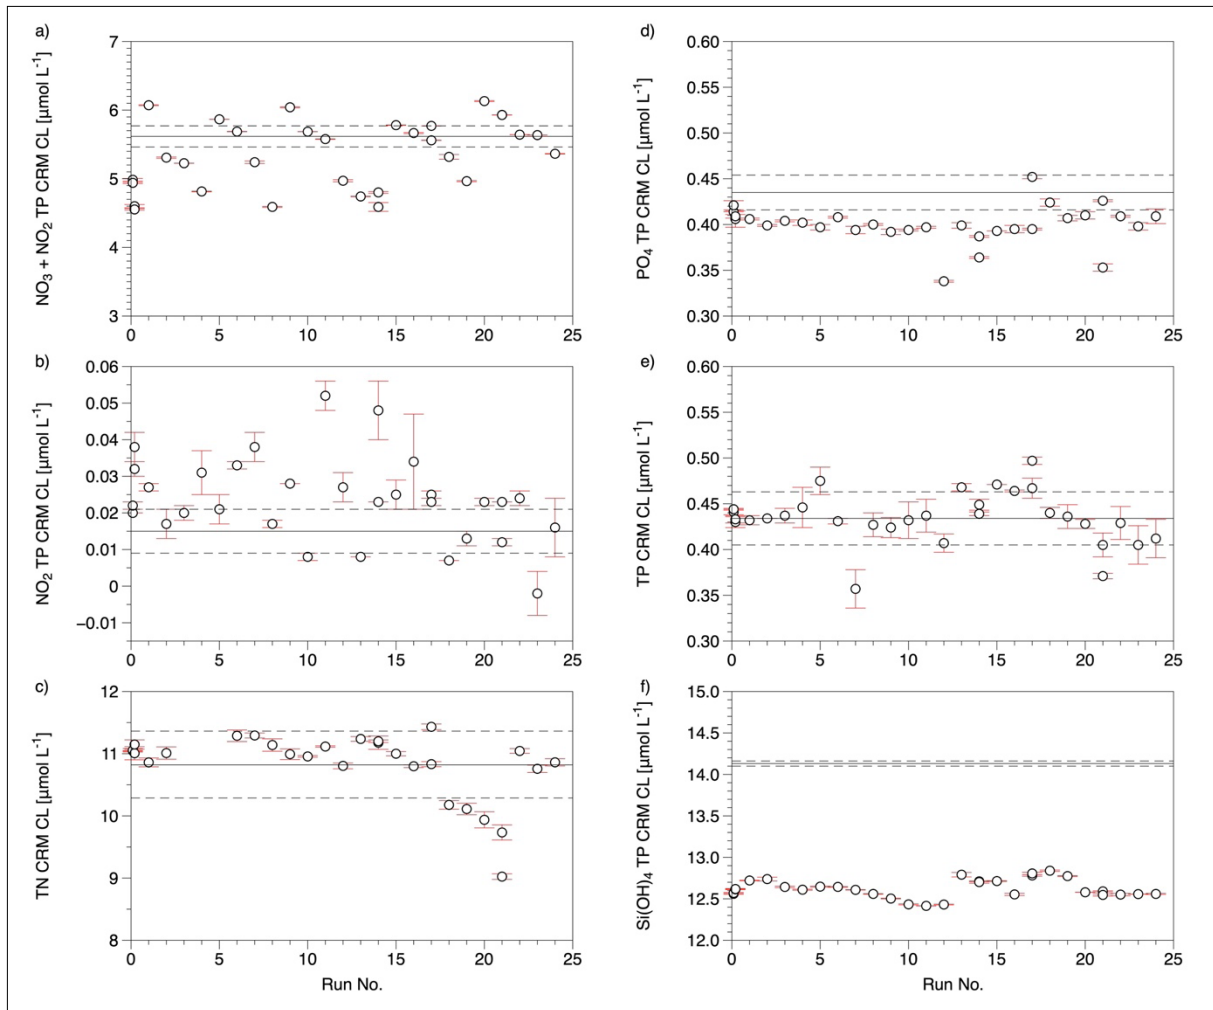 a)
NO3 + NO2 TP CRM CL [µmol L-1]
7
6
5
4
3
0 5 10 15 20 25
b)
NO2 TP CRM CL [µmol L-1]
0.06
0.05
0.04
0.03
0.02
0.01
0
−0.01
0 5 10 15 20 25
c)
TN CRM CL [µmol L-1]
12
11
10
9
8
0 5 10 15 20 25
Run No.
d)
PO4 TP CRM CL [µmol L-1]
0.60
0.55
0.50
0.45
0.40
0.35
0.30
0 5 10 15 20 25
e)
TP CRM CL [µmol L-1]
0.60
0.55
0.50
0.45
0.40
0.35
0.30
0 5 10 15 20 25
f)
Si(OH)4 TP CRM CL [µmol L-1]
15.0
14.5
14.0
13.5
13.0
12.5
12.0
0 5 10 15 20 25
Run No.